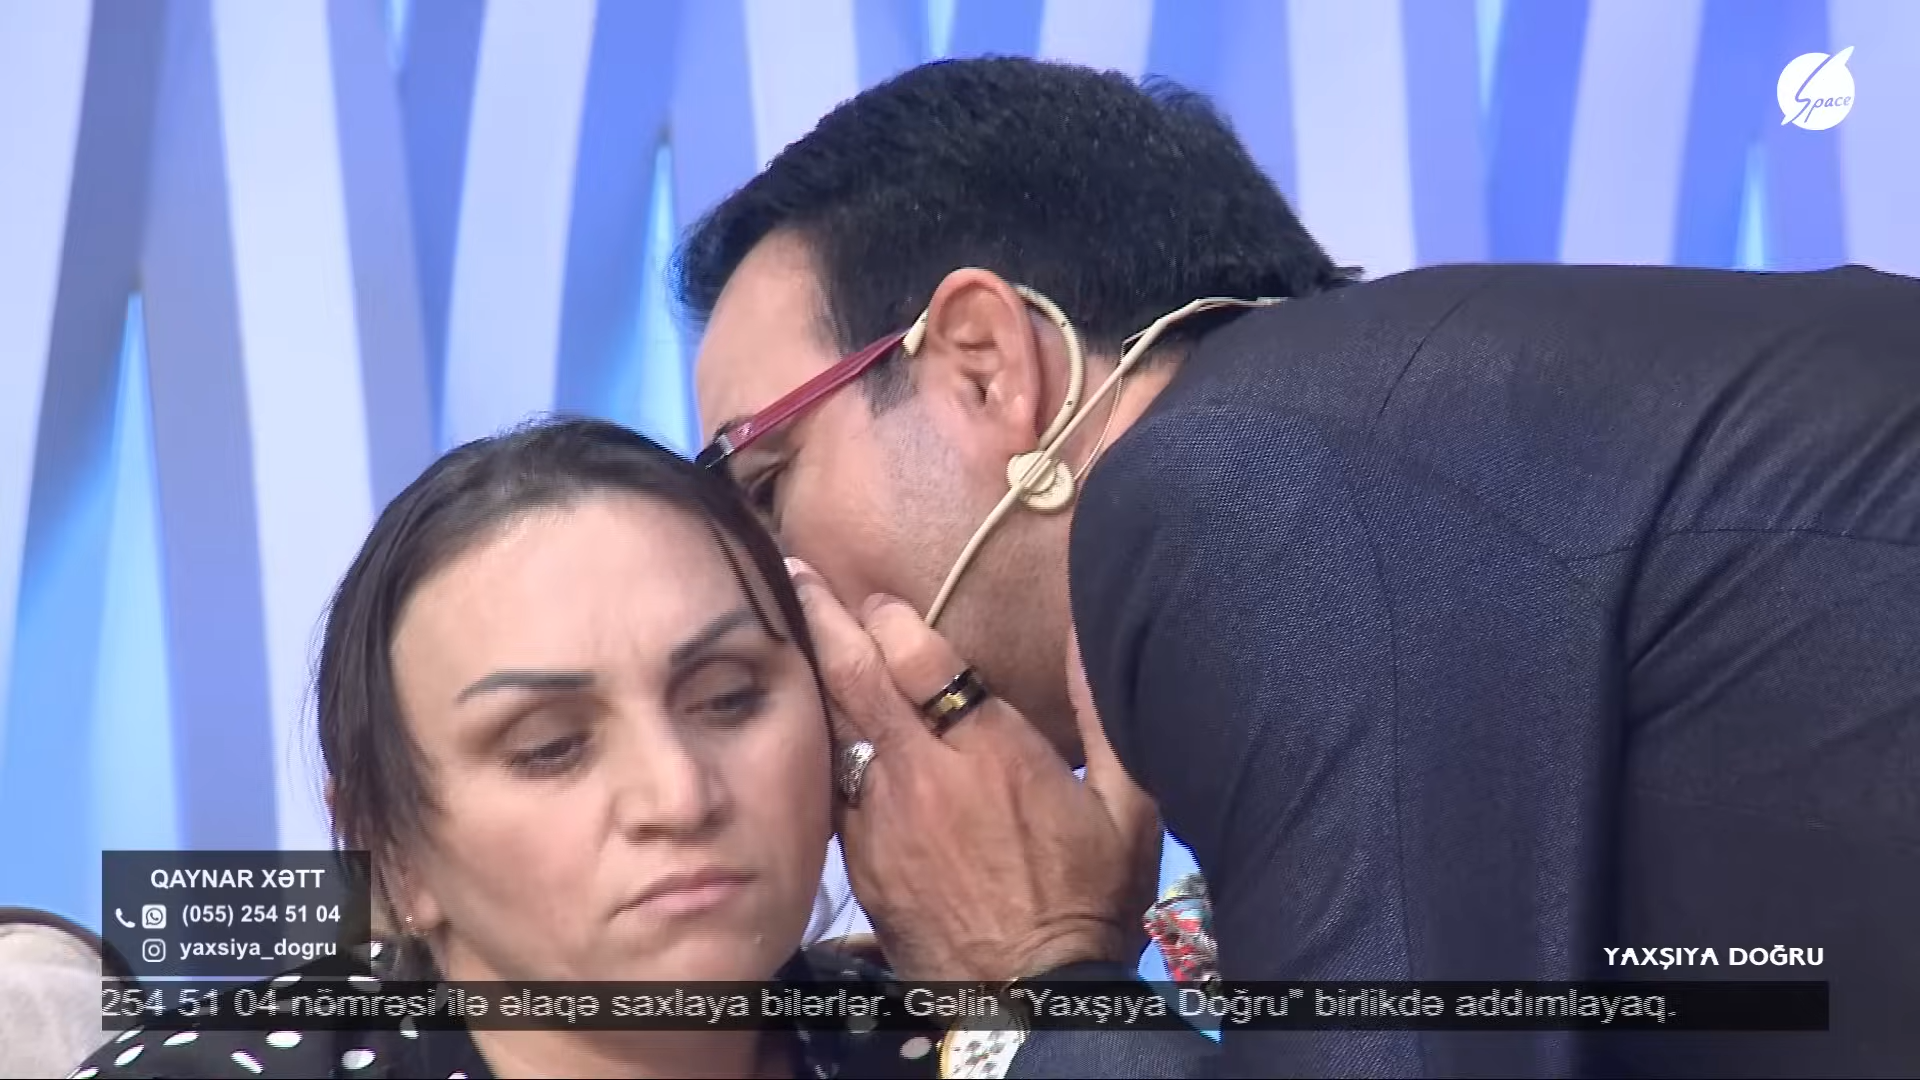 Space
QAYNAR XƏTT
(055) 254 51 04
yaxsiya_dogru
YAXŞIYA DOĞRU
254 51 04 nömrəsi ilə əlaqə saxlaya bilərlər. Gəlin "Yaxşıya Doğru" birlikdə addımlayaq.